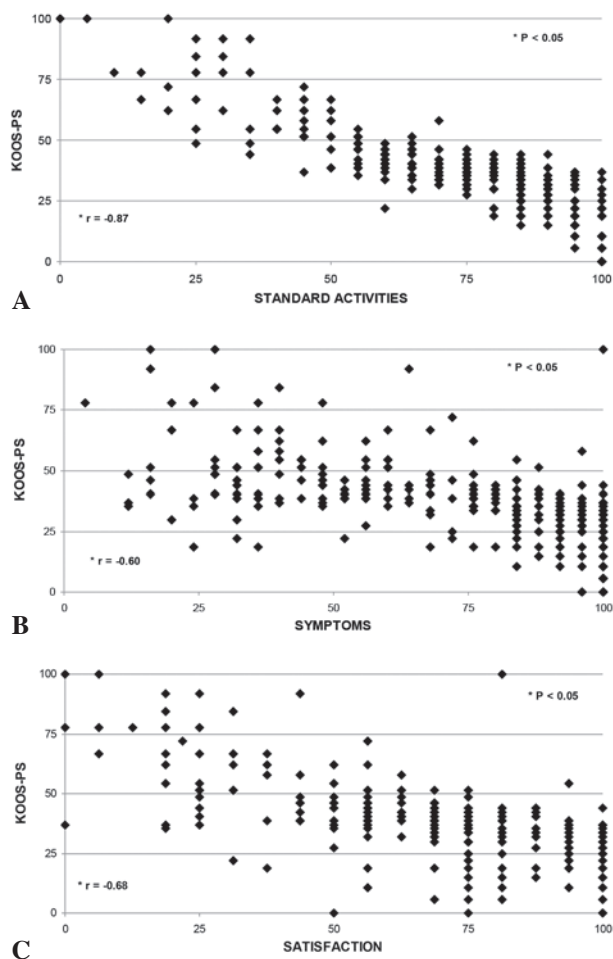 100
* P < 0.05
75
KOOS-PS
50
25
* r = -0.87
0
0 25 50 75 100
A
STANDARD ACTIVITIES
100
* P < 0.05
75
KOOS-PS
50
25
* r = -0.60
0
0 25 50 75 100
B
SYMPTOMS
100
* P < 0.05
75
KOOS-PS
50
25
* r = -0.68
0
0 25 50 75 100
C
SATISFACTION